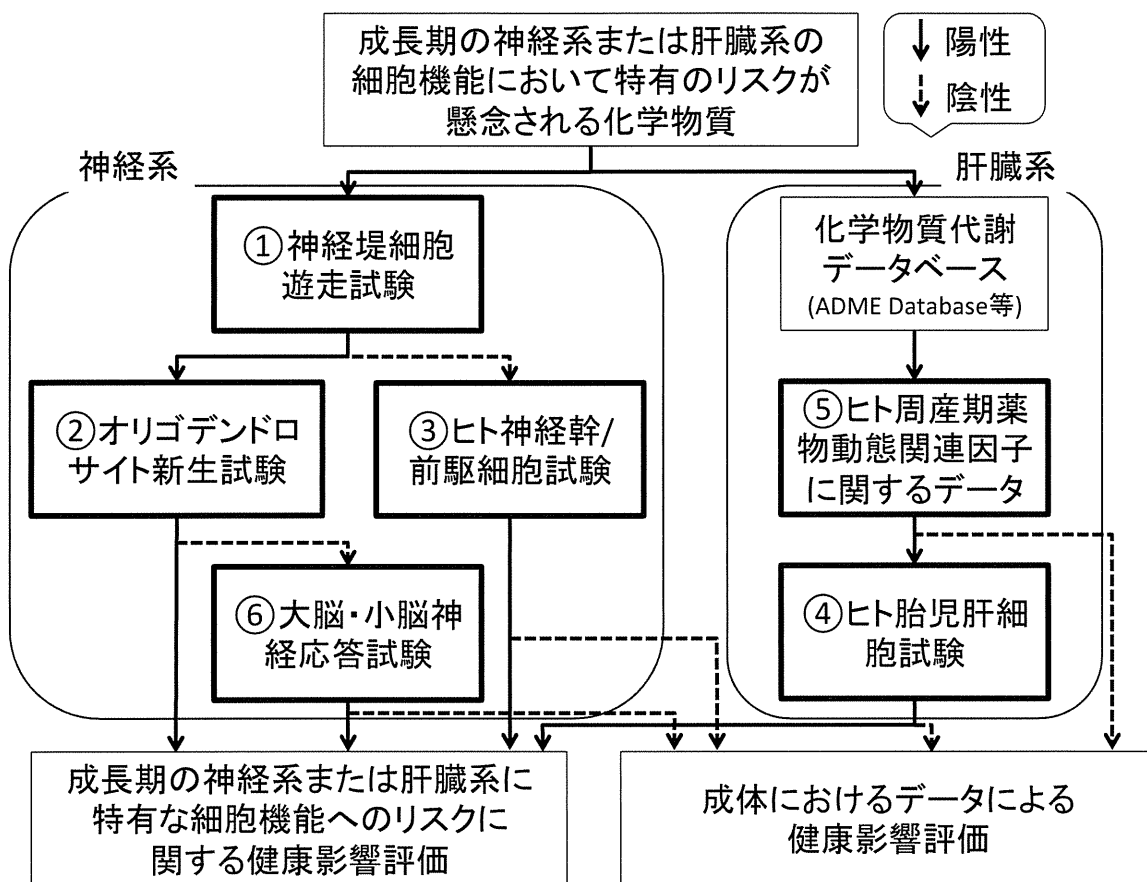 成長期の神経系または肝臓系の
細胞機能において特有のリスクが
懸念される化学物質
陽性
陰性
神経系
肝臓系
①神経堤細胞
遊走試験
化学物質代謝
データベース
(ADME Database等)
②オリゴデンドロ
サイト新生試験
③ヒト神経幹/
前駆細胞試験
⑤ヒト周産期薬
物動態関連因子
に関するデータ
⑥大脳・小脳神
経応答試験
④ヒト胎児肝細
胞試験
成長期の神経系または肝臓系に
特有な細胞機能へのリスクに
関する健康影響評価
成体におけるデータによる
健康影響評価